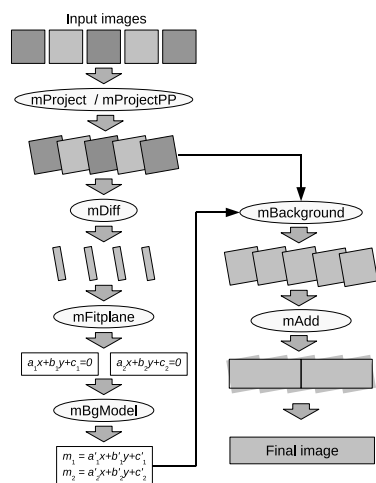 Input images
mProject / mProjectPP
mDiff
mBackground
mFitplane
mAdd
a₁x+b₁y+c₁=0
a₂x+b₂y+c₂=0
mBgModel
m₁ = a'₁x+b'₁y+c'₁
m₂ = a'₂x+b'₂y+c'₂
Final image